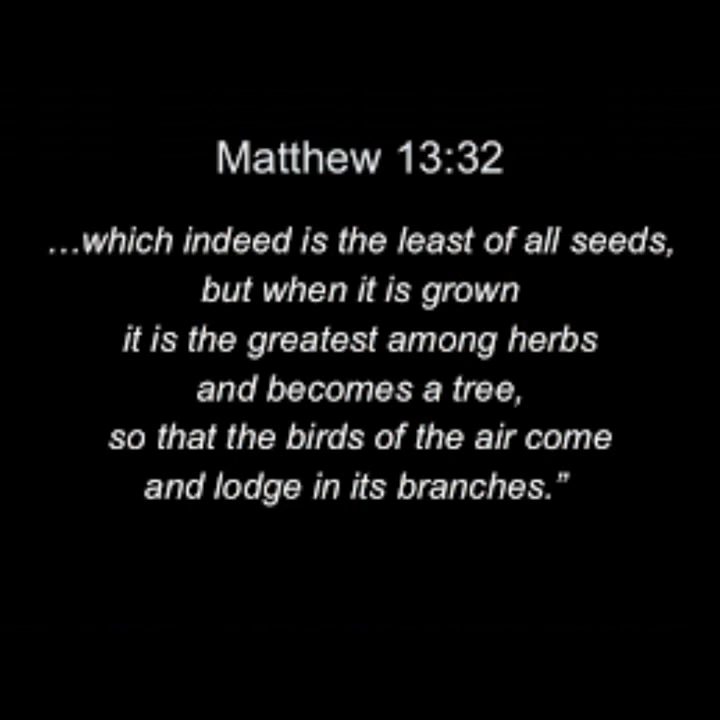 Matthew 13:32
…which indeed is the least of all seeds,
but when it is grown
it is the greatest among herbs
and becomes a tree,
so that the birds of the air come
and lodge in its branches.”